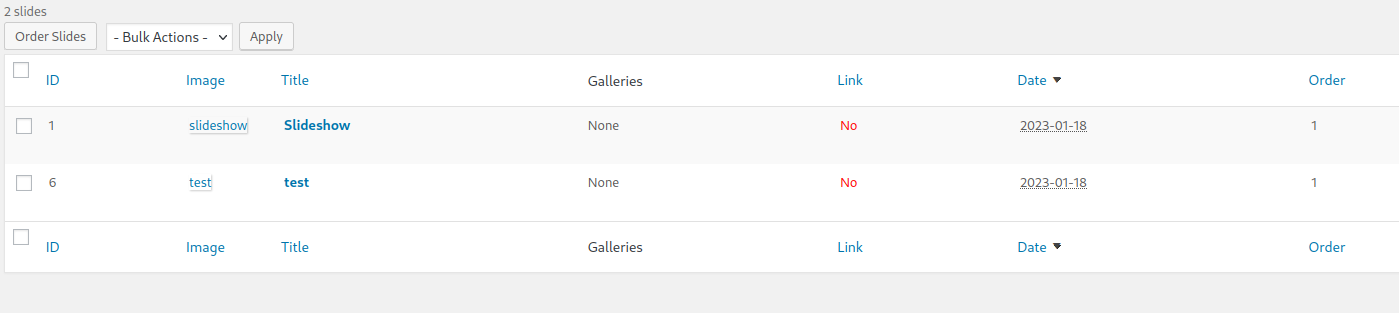 2 slides
Order Slides - Bulk Actions - Apply
ID Image Title Galleries Link Date Order
1 slideshow Slideshow None No 2023-01-18 1
6 test test None No 2023-01-18 1
ID Image Title Galleries Link Date Order